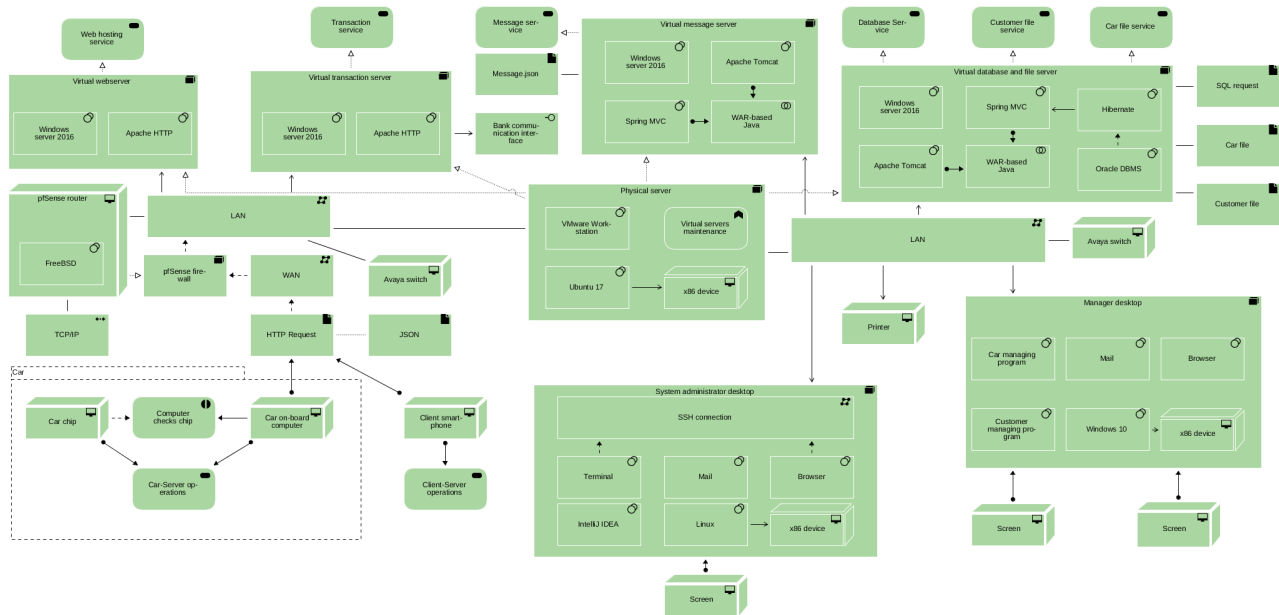 Web hosting
service
Transaction
service
Message ser-
vice
Virtual message server
Database Ser-
vice
Customer file
service
Car file service
Virtual webserver
Windows
server 2016
Apache HTTP
Virtual transaction server
Windows
server 2016
Apache HTTP
Message.json
Bank commu-
nication inter-
face
Windows
server 2016
Apache Tomcat
Spring MVC
WAR-based
Java
Virtual database and file server
Windows
server 2016
Spring MVC
Hibernate
Apache Tomcat
WAR-based
Java
Oracle DBMS
SQL request
Car file
Customer file
pfSense router
FreeBSD
LAN
pfSense fire-
wall
WAN
Avaya switch
Physical server
VMware Work-
station
Virtual servers
maintenance
Ubuntu 17
x86 device
LAN
Avaya switch
TCP/IP
HTTP Request
JSON
Printer
Manager desktop
Car managing
program
Mail
Browser
Customer
managing pro-
gram
Windows 10
x86 device
Car
Car chip
Computer
checks chip
Car on-board
computer
Client smart-
phone
Car-Server op-
erations
Client-Server
operations
System administrator desktop
SSH connection
Terminal
Mail
Browser
IntelliJ IDEA
Linux
x86 device
Screen
Screen
Screen